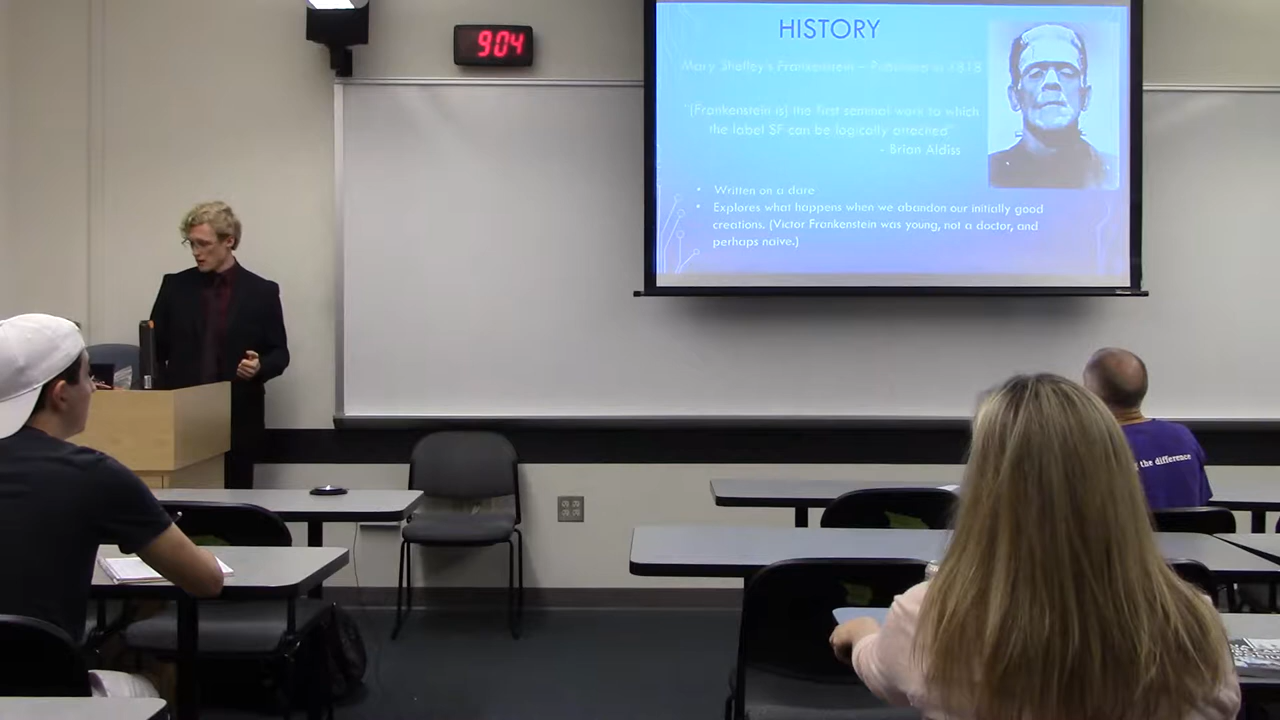 904
HISTORY
Mary Shelley's Frankenstein – Published in 1818
"[Frankenstein is] the first seminal work to which
the label SF can be logically attached"
- Brian Aldiss
• Written on a dare
• Explores what happens when we abandon our initially good
creations. (Victor Frankenstein was young, not a doctor, and
perhaps naive.)
the difference